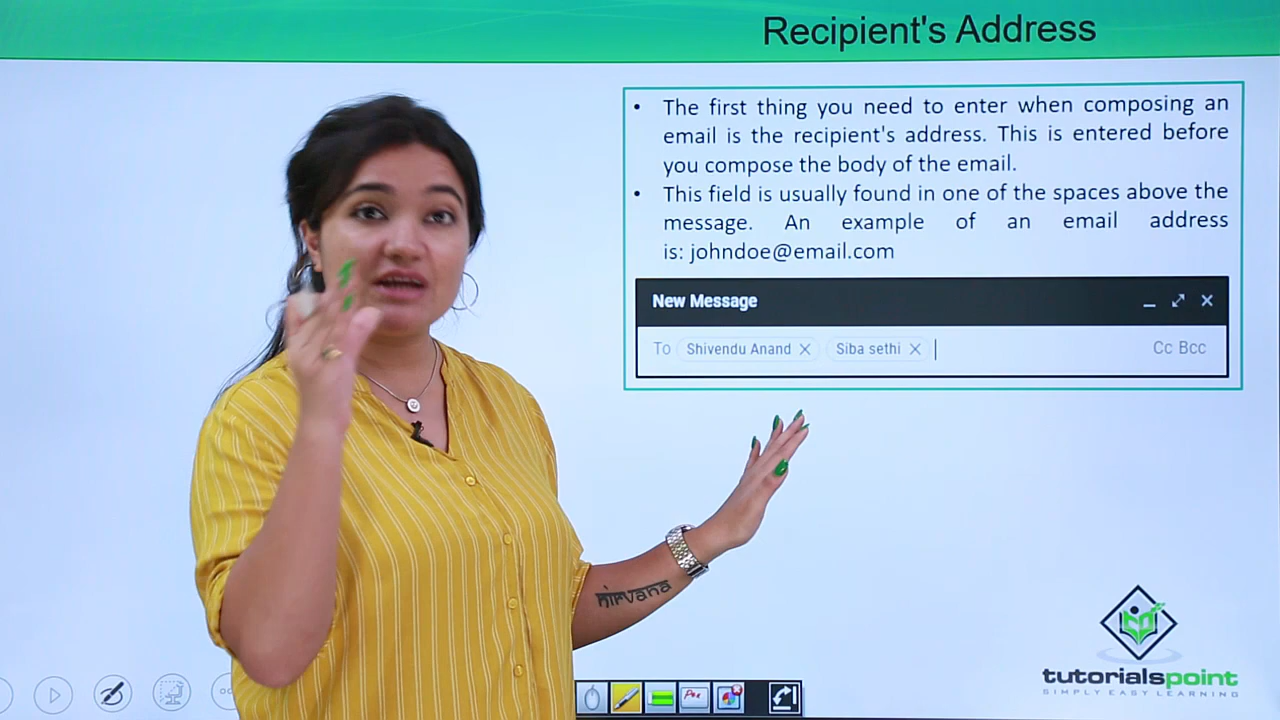 Recipient's Address
• The first thing you need to enter when composing an
email is the recipient's address. This is entered before
you compose the body of the email.
• This field is usually found in one of the spaces above the
message. An example of an email address
is: johndoe@email.com
New Message
To Shivendu Anand Siba sethi Cc Bcc
nirvana
tutorialspoint
SIMPLY EASY LEARNING